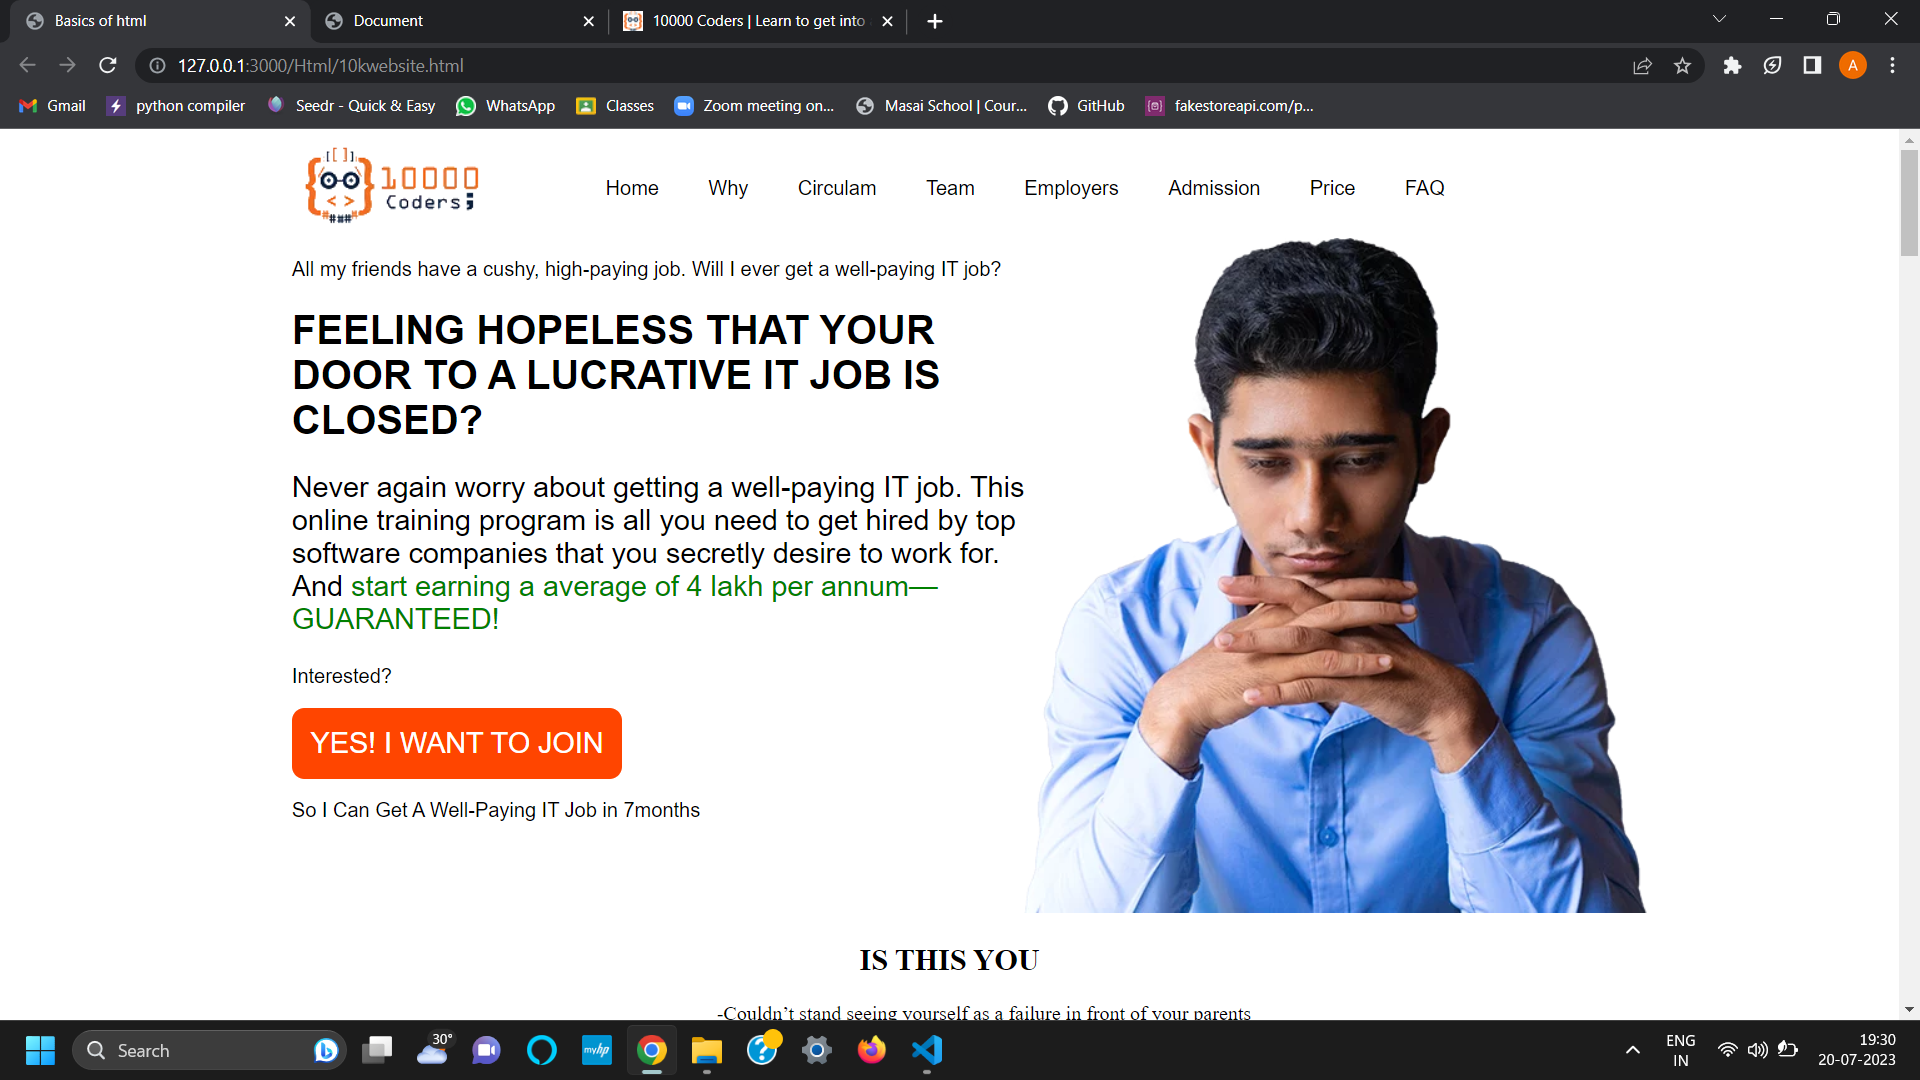 Basics of html
Document
10000 Coders | Learn to get into
127.0.0.1:3000/Html/10kwebsite.html
A
Gmail
python compiler
Seedr - Quick & Easy
WhatsApp
Classes
Zoom meeting on...
Masai School | Cour...
GitHub
fakestoreapi.com/p...
10000
Coders;
Home
Why
Circulam
Team
Employers
Admission
Price
FAQ
All my friends have a cushy, high-paying job. Will I ever get a well-paying IT job?
FEELING HOPELESS THAT YOUR
DOOR TO A LUCRATIVE IT JOB IS
CLOSED?
Never again worry about getting a well-paying IT job. This
online training program is all you need to get hired by top
software companies that you secretly desire to work for.
And start earning a average of 4 lakh per annum—
GUARANTEED!
Interested?
YES! I WANT TO JOIN
So I Can Get A Well-Paying IT Job in 7months
IS THIS YOU
-Couldn’t stand seeing yourself as a failure in front of your parents
Search
30°
myhp
ENG
IN
19:30
20-07-2023